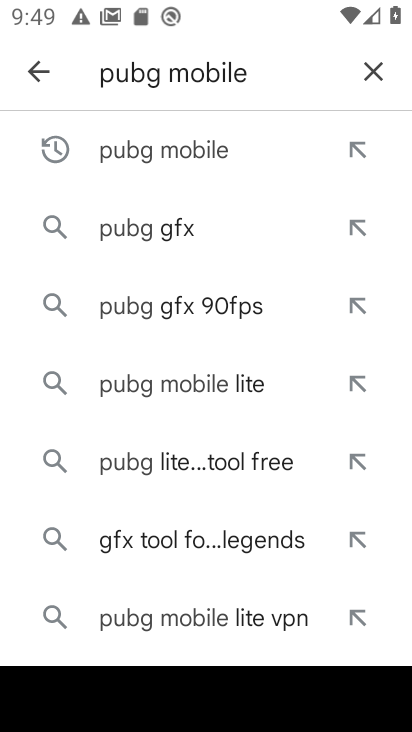 9:49
pubg mobile
pubg mobile
pubg gfx
pubg gfx 90fps
pubg mobile lite
pubg lite...tool free
gfx tool fo...legends
pubg mobile lite vpn